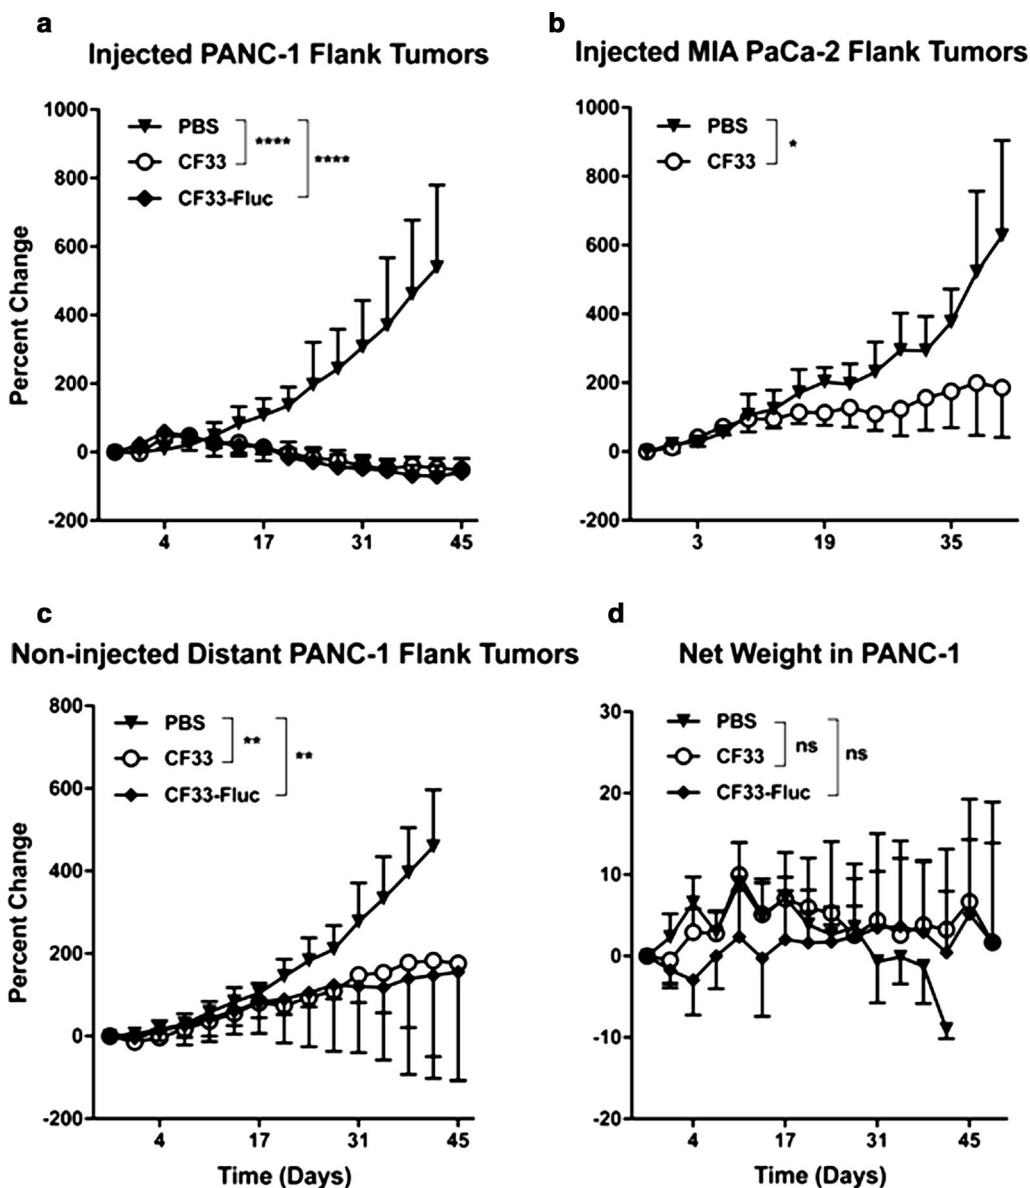 a
Injected PANC-1 Flank Tumors
Percent Change
1000
800
600
400
200
0
-200
PBS
CF33
CF33-Fluc
****
****
4 17 31 45
b
Injected MIA PaCa-2 Flank Tumors
1000
800
600
400
200
0
-200
PBS
CF33
*
3 19 35
c
Non-injected Distant PANC-1 Flank Tumors
Percent Change
800
600
400
200
0
-200
PBS
CF33
CF33-Fluc
**
**
4 17 31 45
Time (Days)
d
Net Weight in PANC-1
30
20
10
0
-10
-20
PBS
CF33
CF33-Fluc
ns
ns
4 17 31 45
Time (Days)